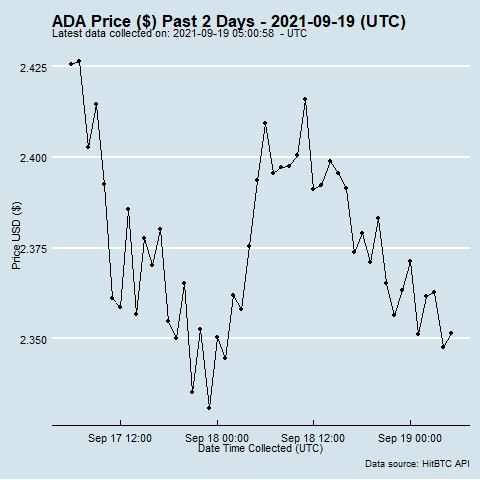 ADA Price ($) Past 2 Days - 2021-09-19 (UTC)
Latest data collected on: 2021-09-19 05:00:58 - UTC
2.425
2.400
2.375
2.350
Price USD ($)
Sep 17 12:00
Sep 18 00:00
Sep 18 12:00
Sep 19 00:00
Date Time Collected (UTC)
Data source: HitBTC API